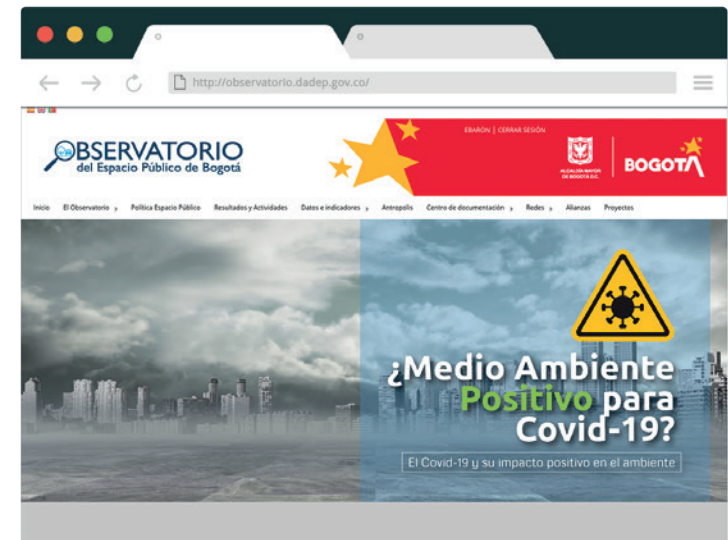 http://observatorio.dadep.gov.co/
EBARON | CERRAR SESIÓN
OBSERVATORIO
del Espacio Público de Bogotá
ALCALDÍA MAYOR
DE BOGOTÁ D.C.
BOGOTÁ
Inicio El Observatorio Política Espacio Público Resultados y Actividades Datos e indicadores Antropolis Centro de documentación Redes Alianzas Proyectos
¿Medio Ambiente
Positivo para
Covid-19?
El Covid-19 y su impacto positivo en el ambiente